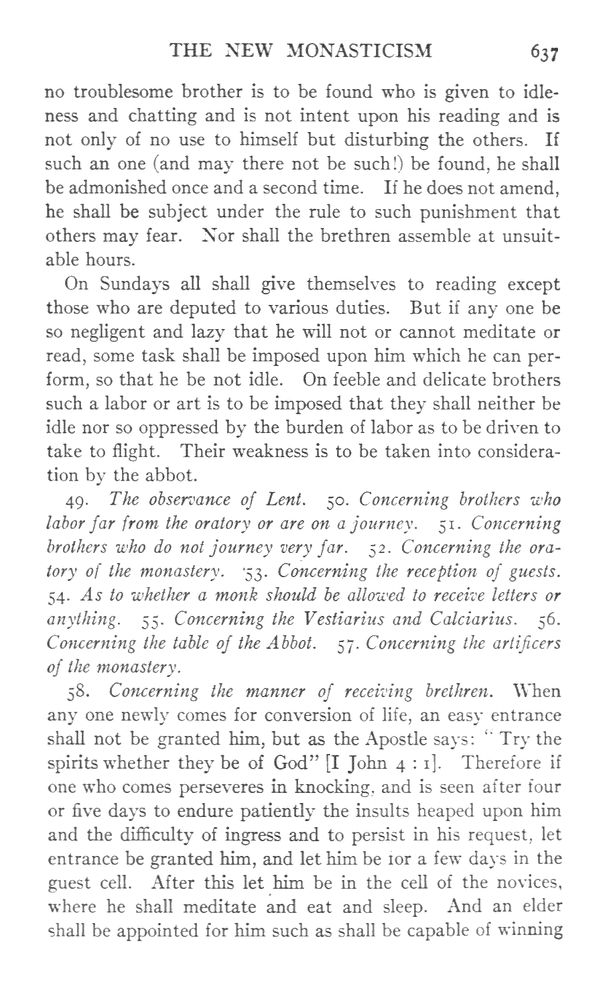 THE NEW MONASTICISM 637
no troublesome brother is to be found who is given to idle-
ness and chatting and is not intent upon his reading and is
not only of no use to himself but disturbing the others. If
such an one (and may there not be such!) be found, he shall
be admonished once and a second time. If he does not amend,
he shall be subject under the rule to such punishment that
others may fear. Nor shall the brethren assemble at unsuit-
able hours.
On Sundays all shall give themselves to reading except
those who are deputed to various duties. But if any one be
so negligent and lazy that he will not or cannot meditate or
read, some task shall be imposed upon him which he can per-
form, so that he be not idle. On feeble and delicate brothers
such a labor or art is to be imposed that they shall neither be
idle nor so oppressed by the burden of labor as to be driven to
take to flight. Their weakness is to be taken into considera-
tion by the abbot.
49. The observance of Lent. 50. Concerning brothers who
labor far from the oratory or are on a journey. 51. Concerning
brothers who do not journey very far. 52. Concerning the ora-
tory of the monastery. 53. Concerning the reception of guests.
54. As to whether a monk should be allowed to receive letters or
anything. 55. Concerning the Vestiarius and Calciarius. 56.
Concerning the table of the Abbot. 57. Concerning the artificers
of the monastery.
58. Concerning the manner of receiving brethren. When
any one newly comes for conversion of life, an easy entrance
shall not be granted him, but as the Apostle says: "Try the
spirits whether they be of God" [I John 4 : 1]. Therefore if
one who comes perseveres in knocking, and is seen after four
or five days to endure patiently the insults heaped upon him
and the difficulty of ingress and to persist in his request, let
entrance be granted him, and let him be for a few days in the
guest cell. After this let him be in the cell of the novices,
where he shall meditate and eat and sleep. And an elder
shall be appointed for him such as shall be capable of winning